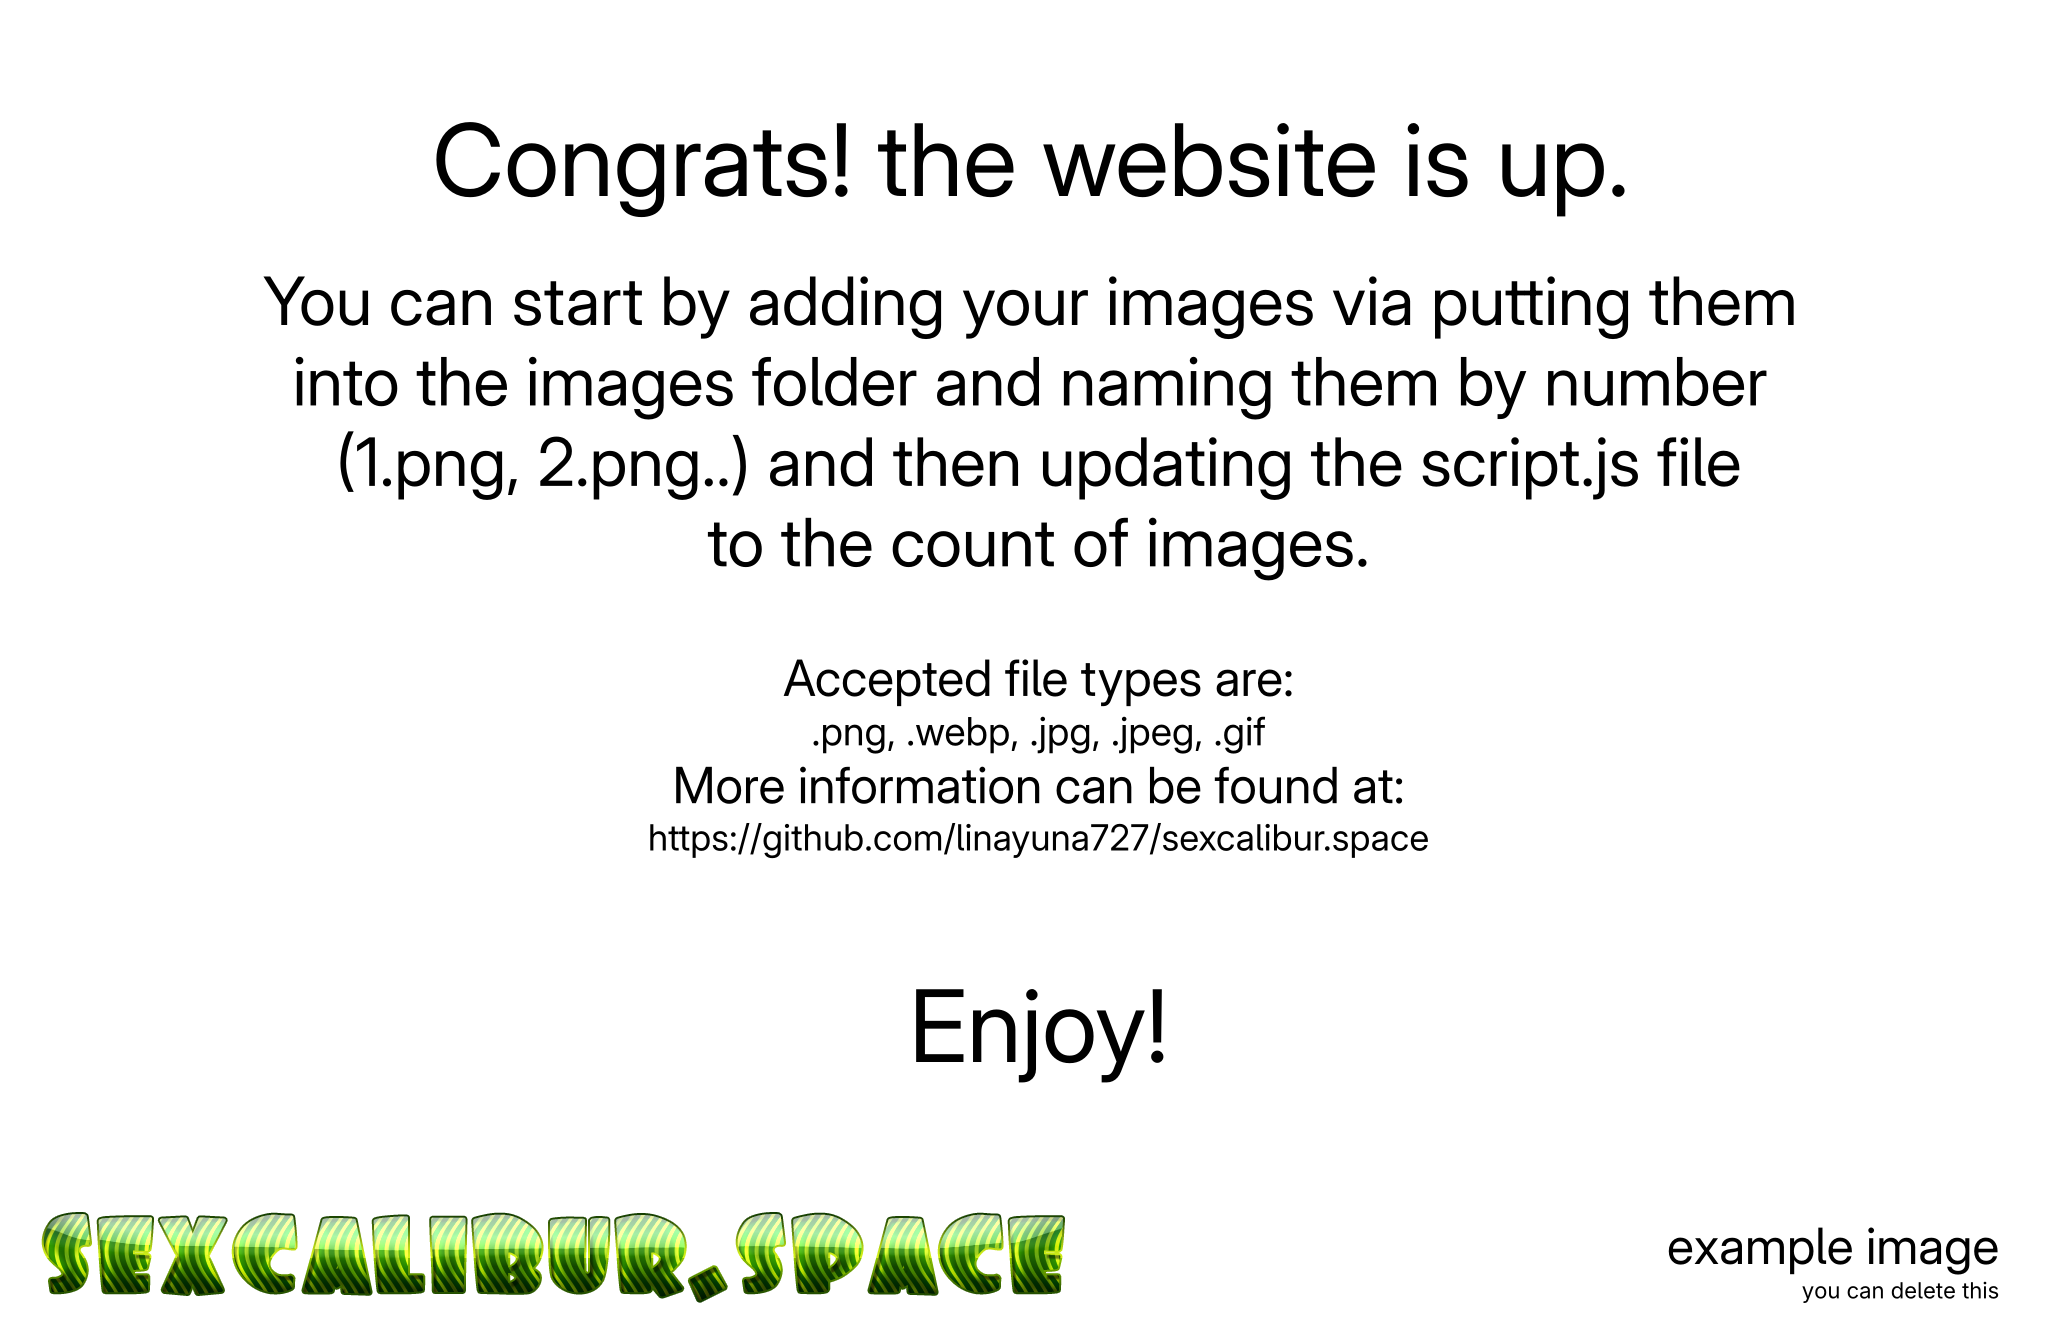 Congrats! the website is up.
You can start by adding your images via putting them
into the images folder and naming them by number
(1.png, 2.png..) and then updating the script.js file
to the count of images.
Accepted file types are:
.png, .webp, .jpg, .jpeg, .gif
More information can be found at:
https://github.com/linayuna727/sexcalibur.space
Enjoy!
SEXCALIBUR.SPACE
example image
you can delete this